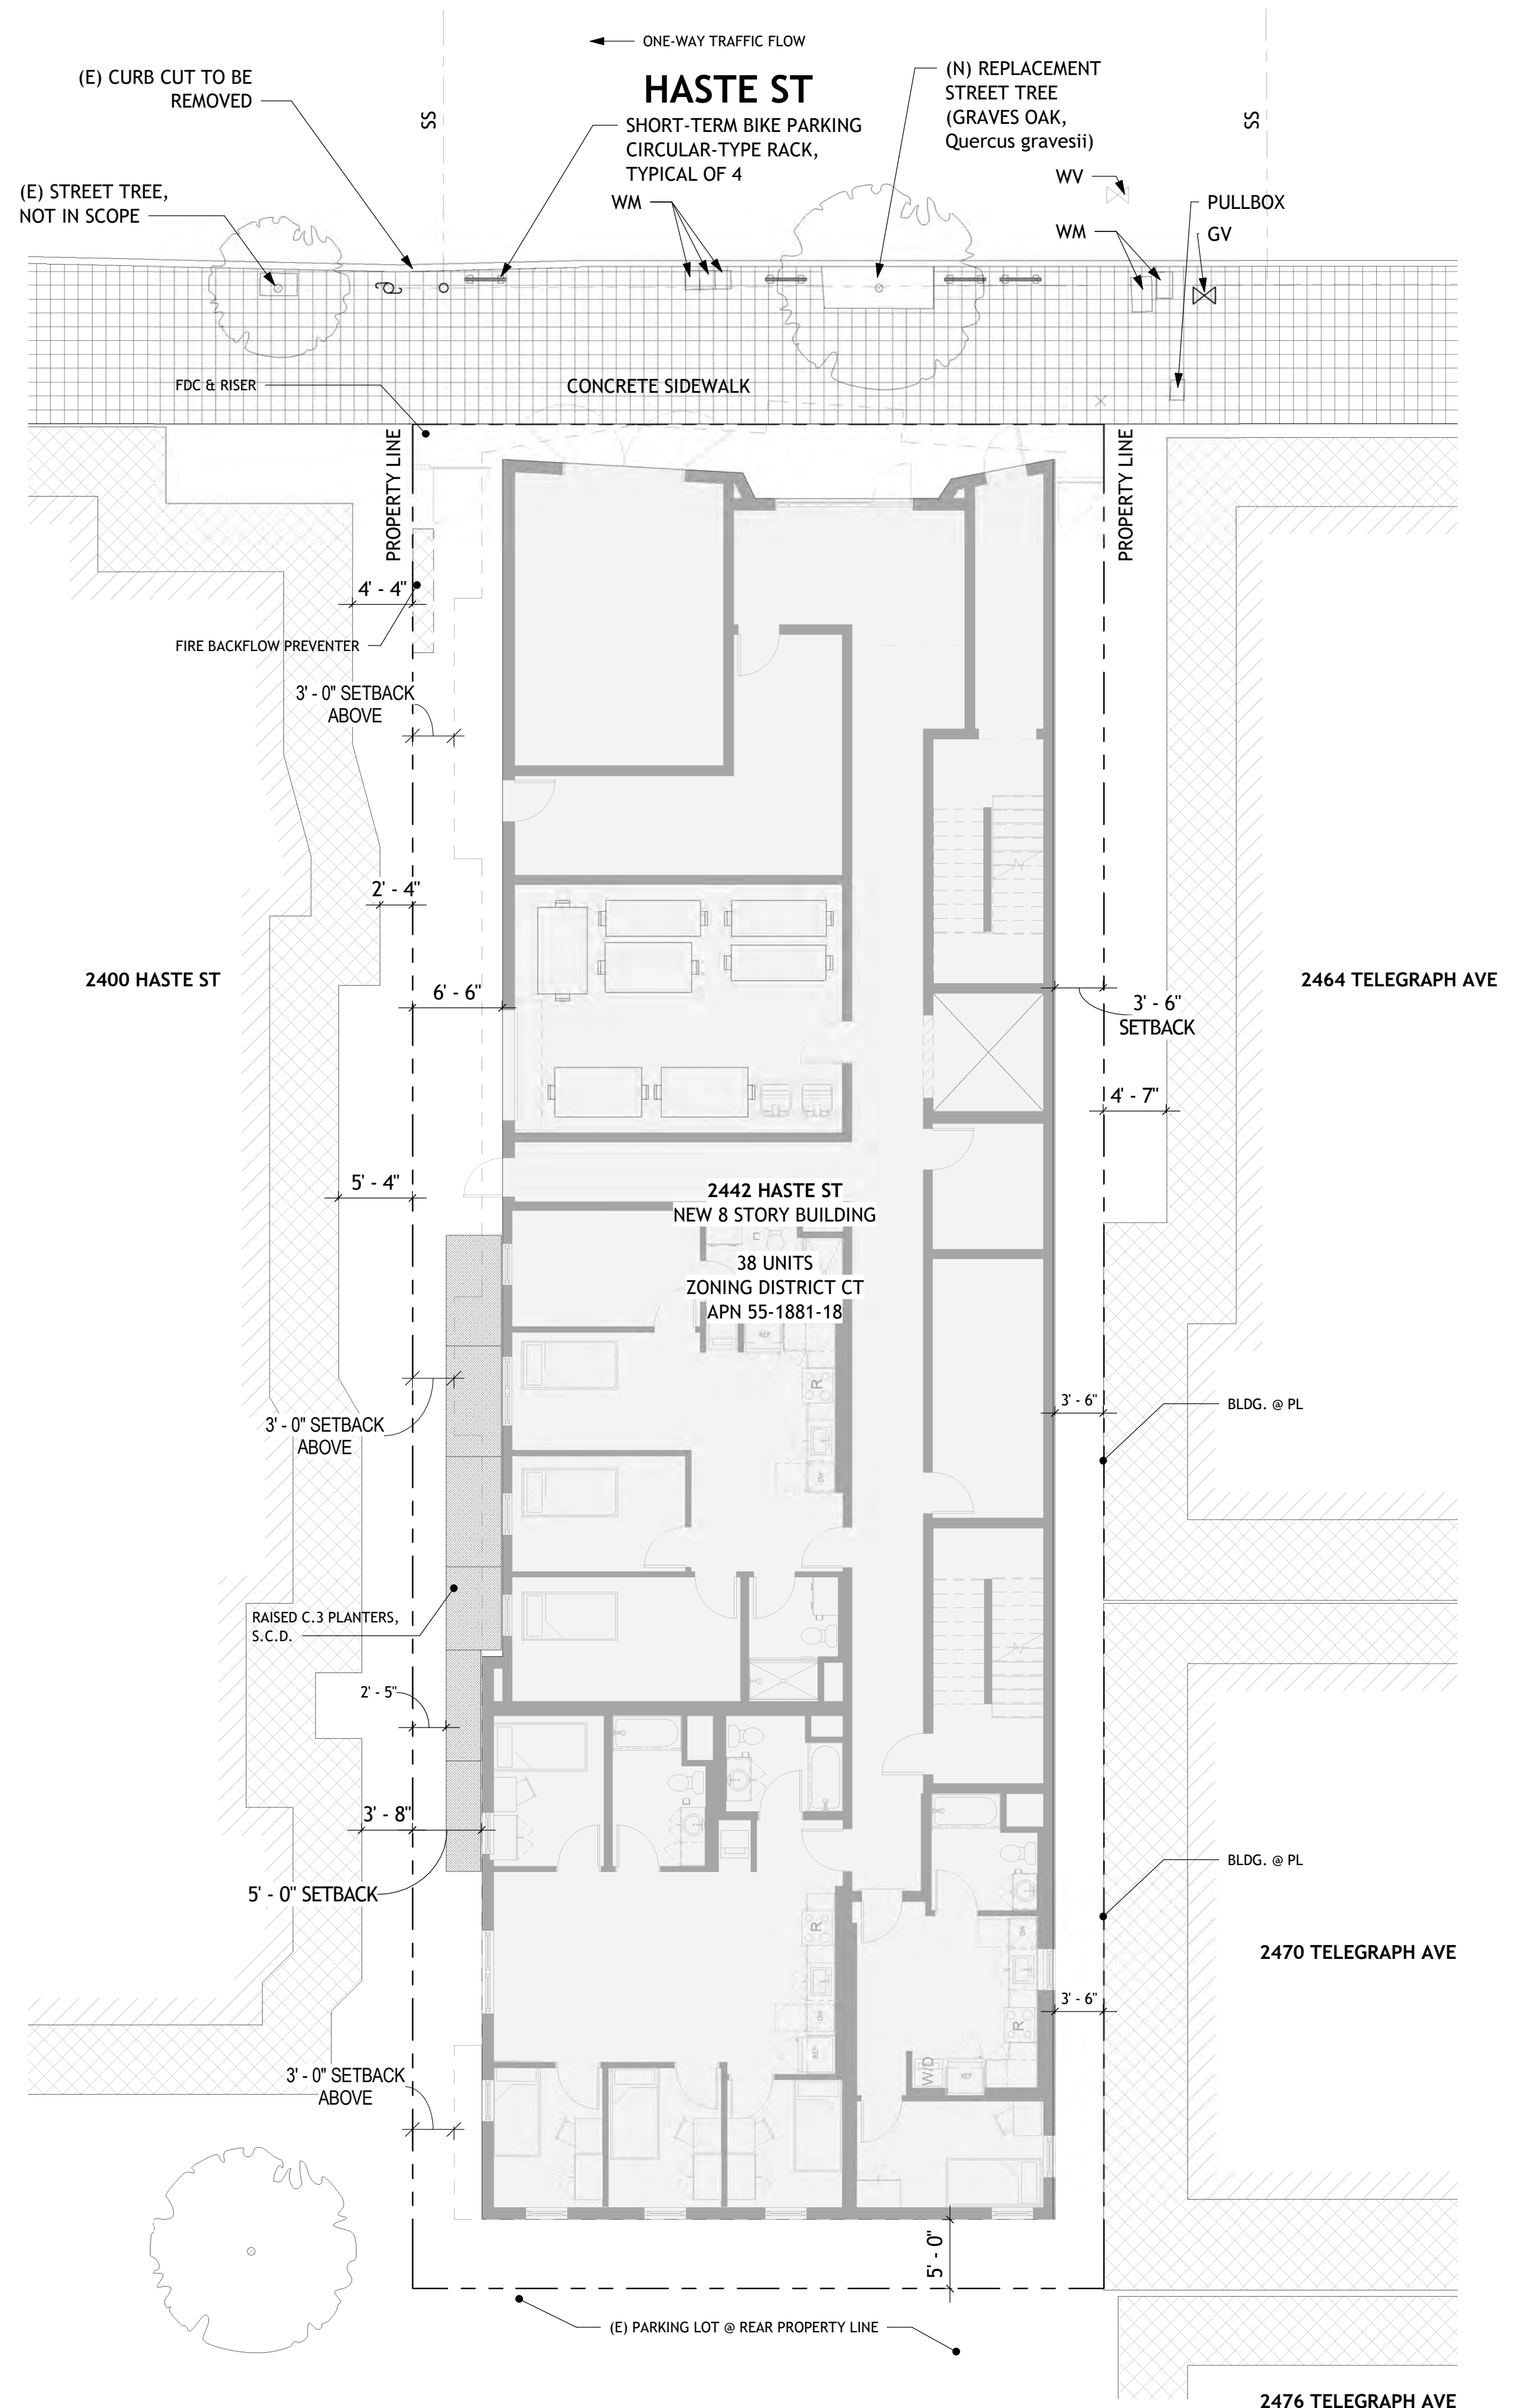 ONE-WAY TRAFFIC FLOW
HASTE ST
(E) CURB CUT TO BE
REMOVED
SS
SHORT-TERM BIKE PARKING
CIRCULAR-TYPE RACK,
TYPICAL OF 4
(N) REPLACEMENT
STREET TREE
(GRAVES OAK,
Quercus gravesii)
SS
(E) STREET TREE,
NOT IN SCOPE
WM
WV
WM
PULLBOX
GV
FDC & RISER
CONCRETE SIDEWALK
PROPERTY LINE
PROPERTY LINE
4' - 4"
FIRE BACKFLOW PREVENTER
3' - 0" SETBACK
ABOVE
2' - 4"
2400 HASTE ST
6' - 6"
2464 TELEGRAPH AVE
3' - 6"
SETBACK
4' - 7"
5' - 4"
2442 HASTE ST
NEW 8 STORY BUILDING
38 UNITS
ZONING DISTRICT CT
APN 55-1881-18
REF
R
3' - 0" SETBACK
ABOVE
3' - 6"
BLDG. @ PL
DW
RAISED C.3 PLANTERS,
S.C.D.
2' - 5"
3' - 8"
5' - 0" SETBACK
BLDG. @ PL
R
DW
2470 TELEGRAPH AVE
DW
3' - 6"
R
REF
W/D
REF
3' - 0" SETBACK
ABOVE
5' - 0"
(E) PARKING LOT @ REAR PROPERTY LINE
2476 TELEGRAPH AVE